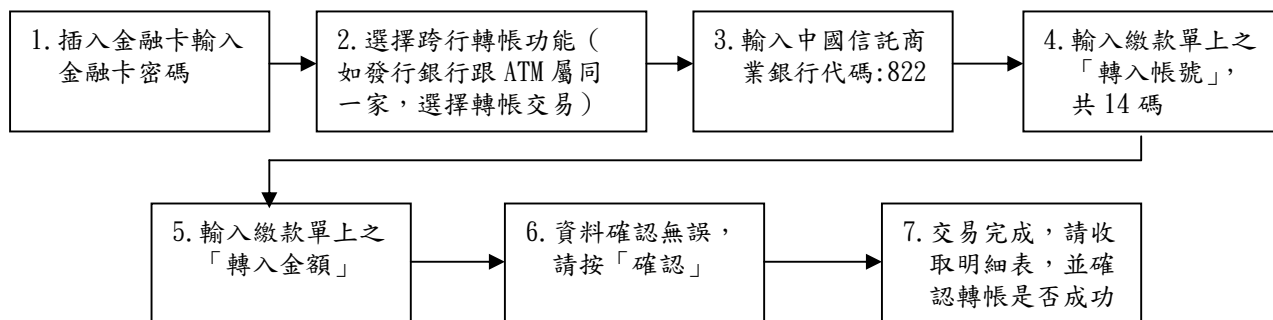 1.插入金融卡輸入
金融卡密碼
2.選擇跨行轉帳功能（
如發行銀行跟 ATM 屬同
一家，選擇轉帳交易）
3.輸入中國信託商
業銀行代碼:822
4.輸入繳款單上之
「轉入帳號」，
共 14 碼
5.輸入繳款單上之
「轉入金額」
6.資料確認無誤，
請按「確認」
7.交易完成，請收
取明細表，並確
認轉帳是否成功